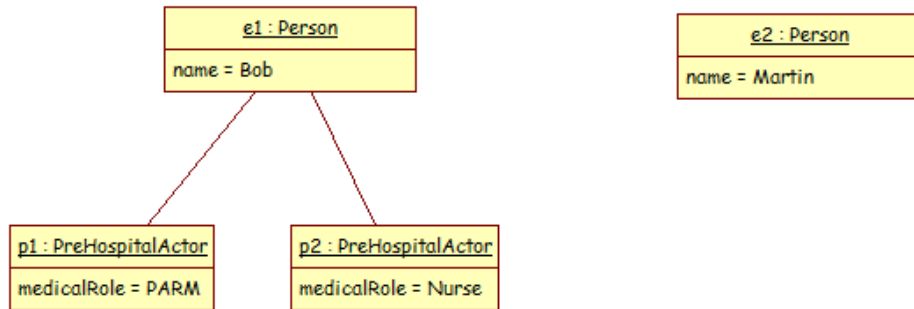 e1 : Person
name = Bob
e2 : Person
name = Martin
p1 : PreHospitalActor
medicalRole = PARM
p2 : PreHospitalActor
medicalRole = Nurse